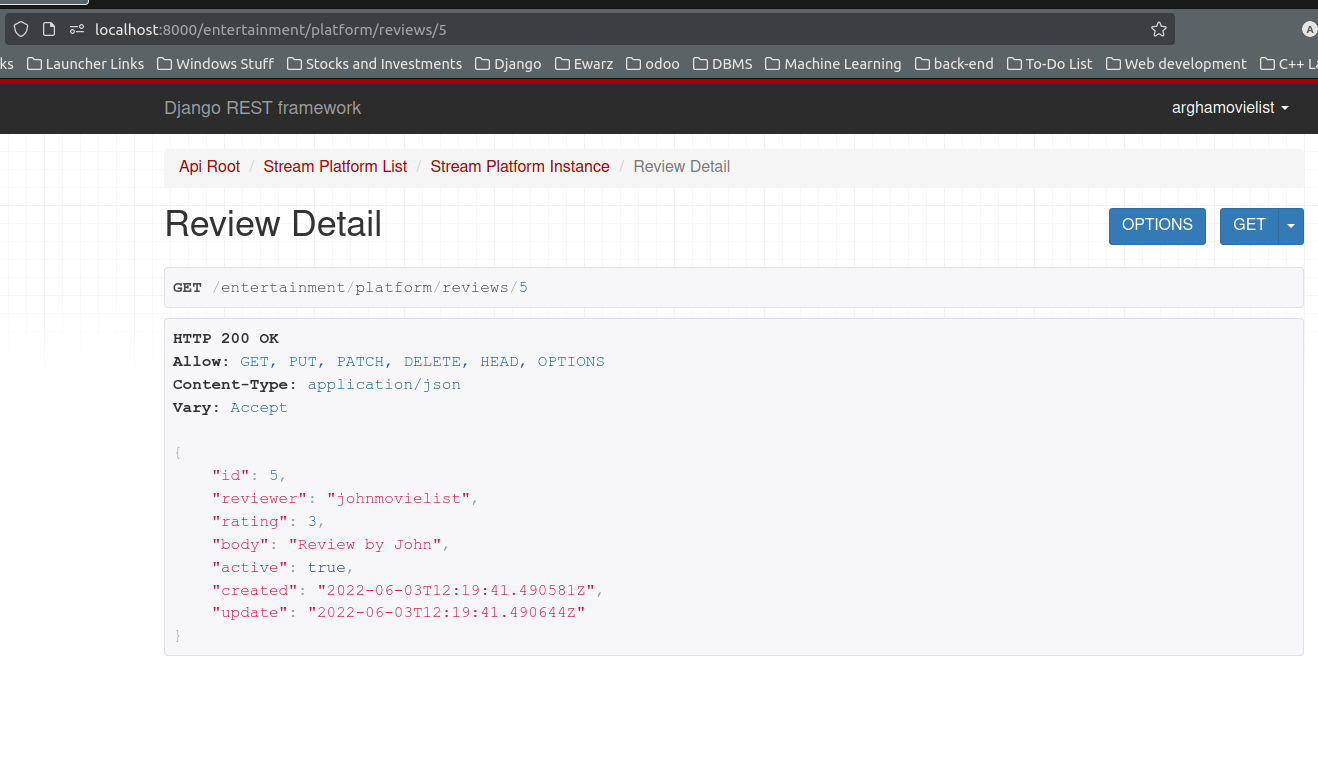 localhost:8000/entertainment/platform/reviews/5
A
ks Launcher Links Windows Stuff Stocks and Investments Django Ewarz odoo DBMS Machine Learning back-end To-Do List Web development C++ La
Django REST framework arghamovielist
Api Root / Stream Platform List / Stream Platform Instance / Review Detail
Review Detail OPTIONS GET
GET /entertainment/platform/reviews/5
HTTP 200 OK
Allow: GET, PUT, PATCH, DELETE, HEAD, OPTIONS
Content-Type: application/json
Vary: Accept
{
"id": 5,
"reviewer": "johnmovielist",
"rating": 3,
"body": "Review by John",
"active": true,
"created": "2022-06-03T12:19:41.490581Z",
"update": "2022-06-03T12:19:41.490644Z"
}